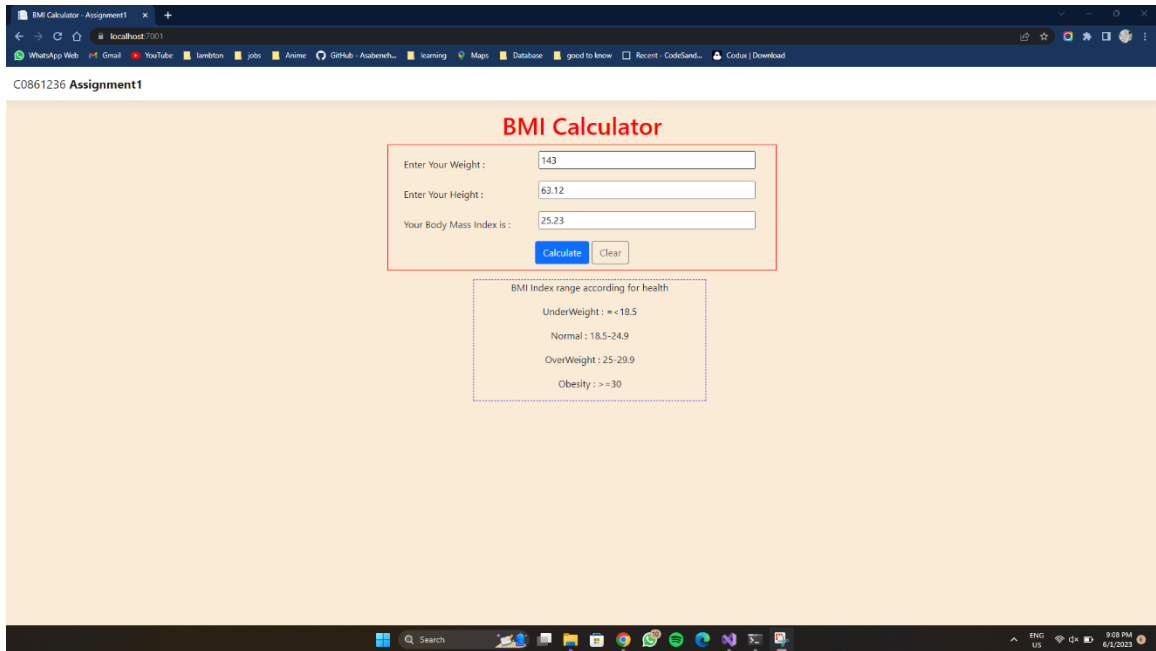 BMI Calculator - Assignment1
localhost:7001
WhatsApp Web Gmail YouTube lambton jobs Anime GitHub - Asabeneh... learning Maps Database good to know Recent - CodeSand... Codux | Download
C0861236 Assignment1
BMI Calculator
Enter Your Weight : 143
Enter Your Height : 63.12
Your Body Mass Index is : 25.23
Calculate Clear
BMI Index range according for health
UnderWeight : =<18.5
Normal : 18.5-24.9
OverWeight : 25-29.9
Obesity : >=30
Search
ENG
US
9:08 PM
6/1/2023